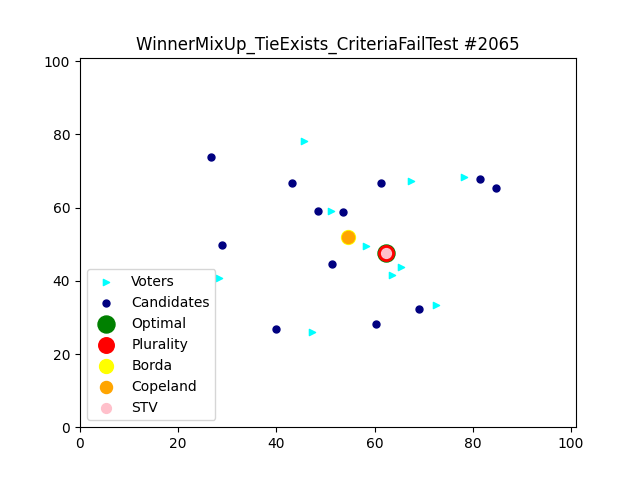 WinnerMixUp_TieExists_CriteriaFailTest #2065
100
80
60
40
20
0
Voters
Candidates
Optimal
Plurality
Borda
Copeland
STV
0 20 40 60 80 100